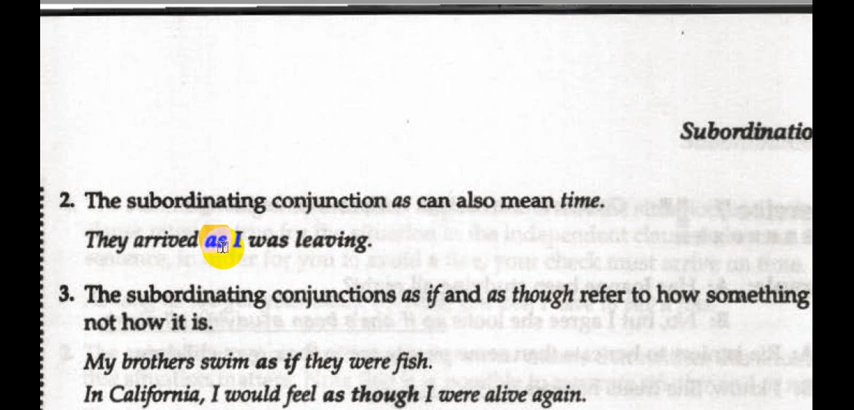 Subordinatio
2. The subordinating conjunction as can also mean time.
They arrived as I was leaving.
3. The subordinating conjunctions as if and as though refer to how something
not how it is.
My brothers swim as if they were fish.
In California, I would feel as though I were alive again.